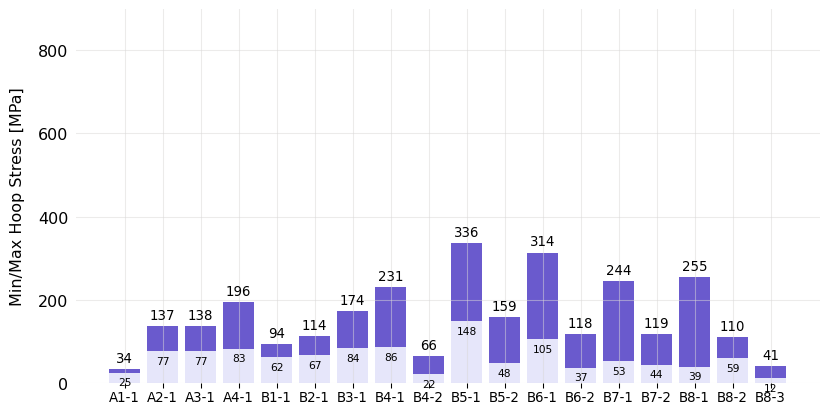 Min/Max Hoop Stress [MPa]
800
600
400
200
0
34 137 138 196 94 114 174 231 66 336 159 314 118 244 119 255 110 41
25 77 77 83 62 67 84 86 22 148 48 105 37 53 44 39 59 12
A1-1 A2-1 A3-1 A4-1 B1-1 B2-1 B3-1 B4-1 B4-2 B5-1 B5-2 B6-1 B6-2 B7-1 B7-2 B8-1 B8-2 B8-3